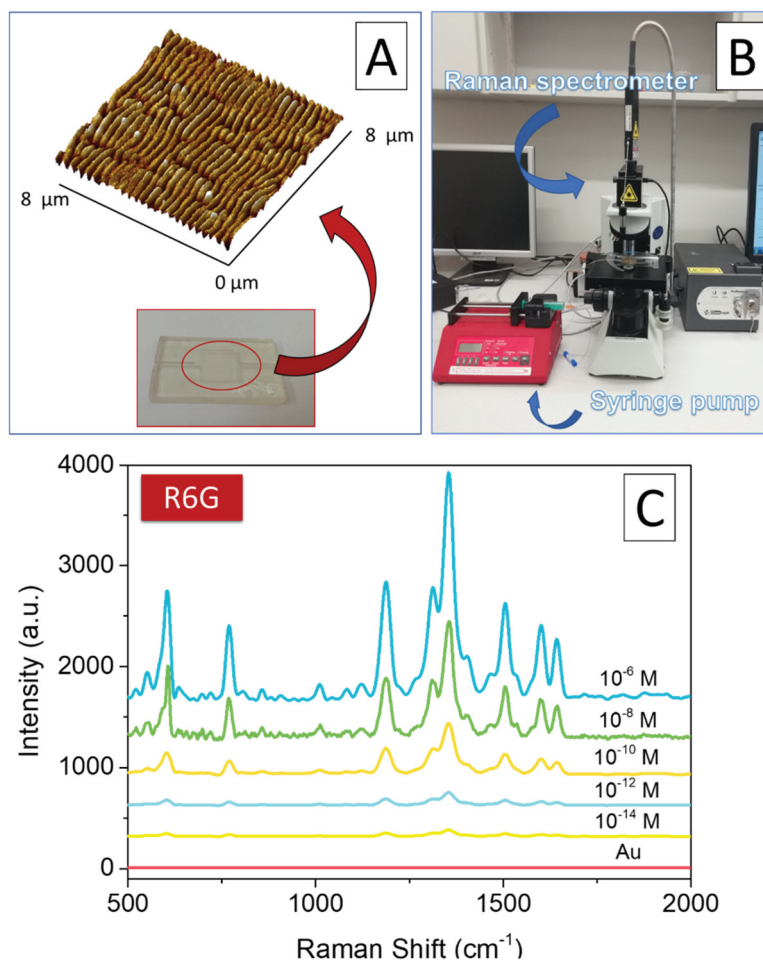 A
8 µm
8 µm
0 µm
B
Raman spectrometer
Syringe pump
R6G
C
4000
3000
2000
1000
0
Intensity (a.u.)
10⁻⁶ M
10⁻⁸ M
10⁻¹⁰ M
10⁻¹² M
10⁻¹⁴ M
Au
500
1000
1500
2000
Raman Shift (cm⁻¹)